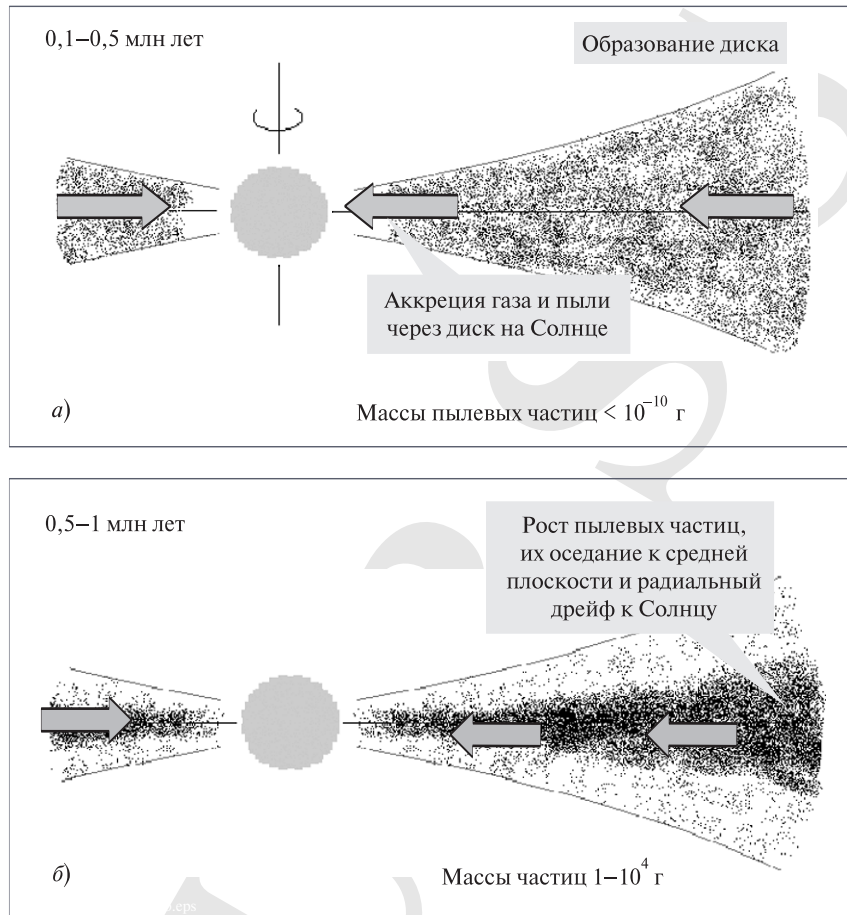 0,1–0,5 млн лет
Образование диска
Аккреция газа и пыли
через диск на Солнце
а)
Массы пылевых частиц < 10⁻¹⁰ г
0,5–1 млн лет
Рост пылевых частиц,
их оседание к средней
плоскости и радиальный
дрейф к Солнцу
б)
Массы частиц 1–10⁴ г
.eps